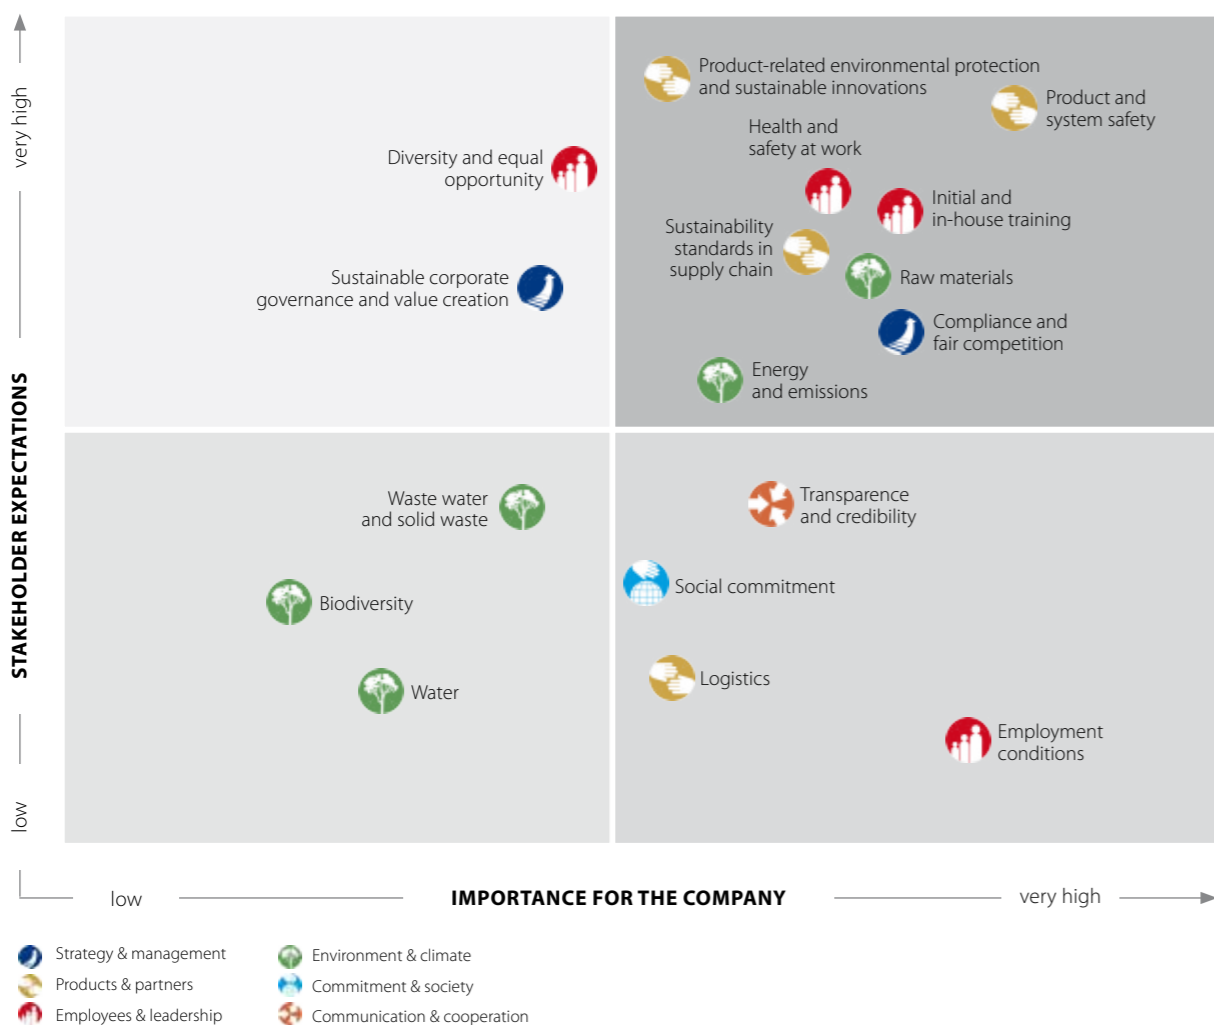 very high
STAKEHOLDER EXPECTATIONS
low
Product-related environmental protection
and sustainable innovations
Product and
system safety
Health and
safety at work
Diversity and equal
opportunity
Initial and
in-house training
Sustainability
standards in
supply chain
Sustainable corporate
governance and value creation
Raw materials
Compliance and
fair competition
Energy
and emissions
Waste water
and solid waste
Transparence
and credibility
Biodiversity
Social commitment
Water
Logistics
Employment
conditions
low
IMPORTANCE FOR THE COMPANY
very high
Strategy & management
Products & partners
Employees & leadership
Environment & climate
Commitment & society
Communication & cooperation